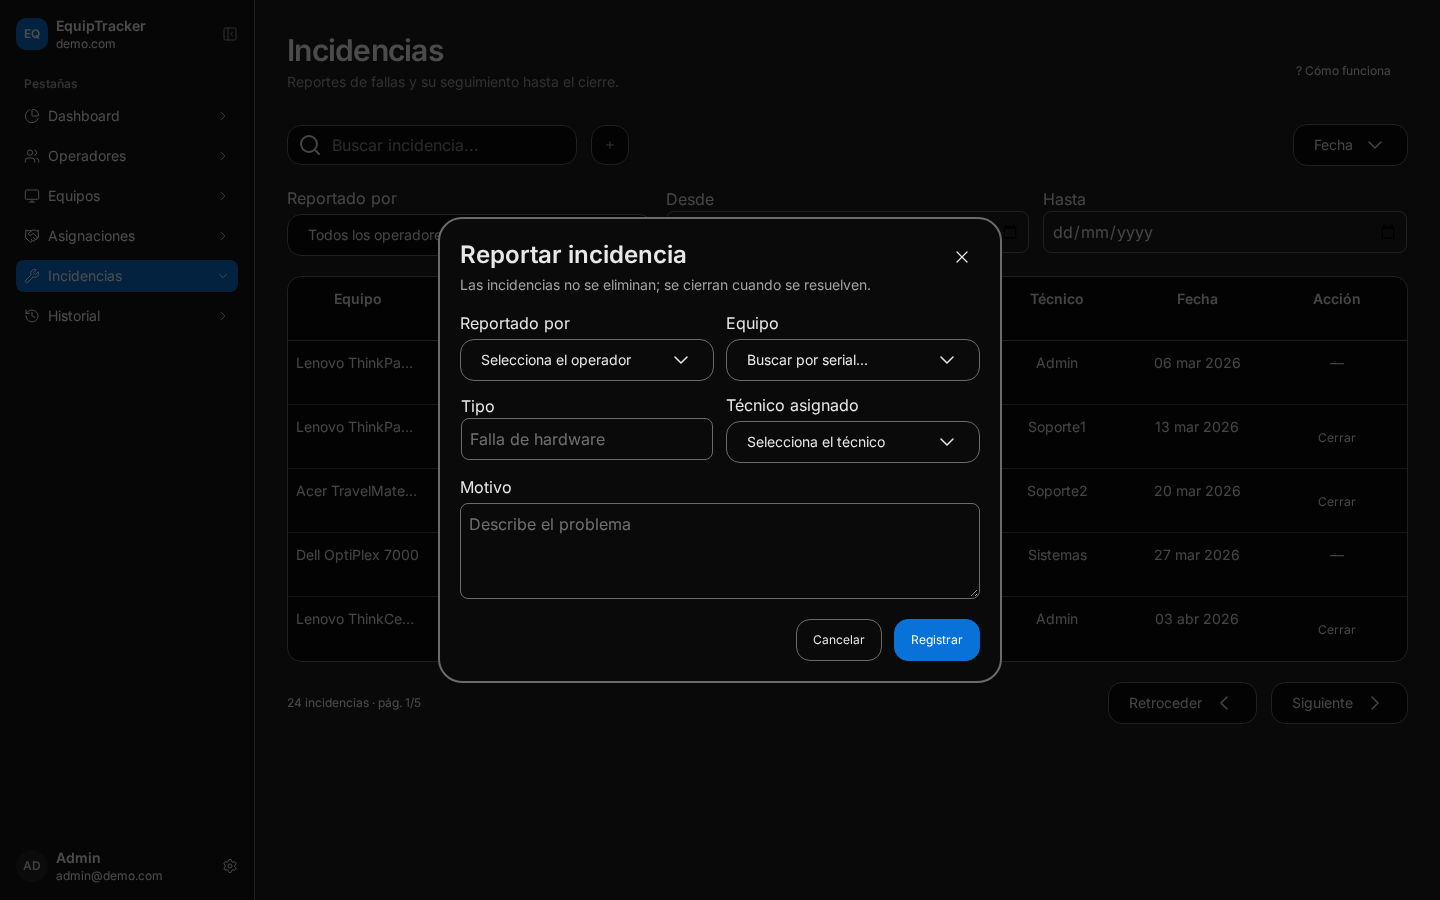 EQ
EquipTracker
demo.com
Pestañas
Dashboard
Operadores
Equipos
Asignaciones
Incidencias
Historial
AD
Admin
admin@demo.com
Incidencias
Reportes de fallas y su seguimiento hasta el cierre.
? Cómo funciona
Buscar incidencia...
+
Fecha
Reportado por
Desde
Hasta
Todos los operadore
dd/mm/yyyy
Equipo
Técnico
Fecha
Acción
Lenovo ThinkPa...
Admin
06 mar 2026
—
Lenovo ThinkPa...
Soporte1
13 mar 2026
Cerrar
Acer TravelMate...
Soporte2
20 mar 2026
Cerrar
Dell OptiPlex 7000
Sistemas
27 mar 2026
—
Lenovo ThinkCe...
Admin
03 abr 2026
Cerrar
24 incidencias · pág. 1/5
Retroceder
Siguiente
Reportar incidencia
Las incidencias no se eliminan; se cierran cuando se resuelven.
Reportado por
Equipo
Selecciona el operador
Buscar por serial...
Tipo
Técnico asignado
Falla de hardware
Selecciona el técnico
Motivo
Describe el problema
Cancelar
Registrar